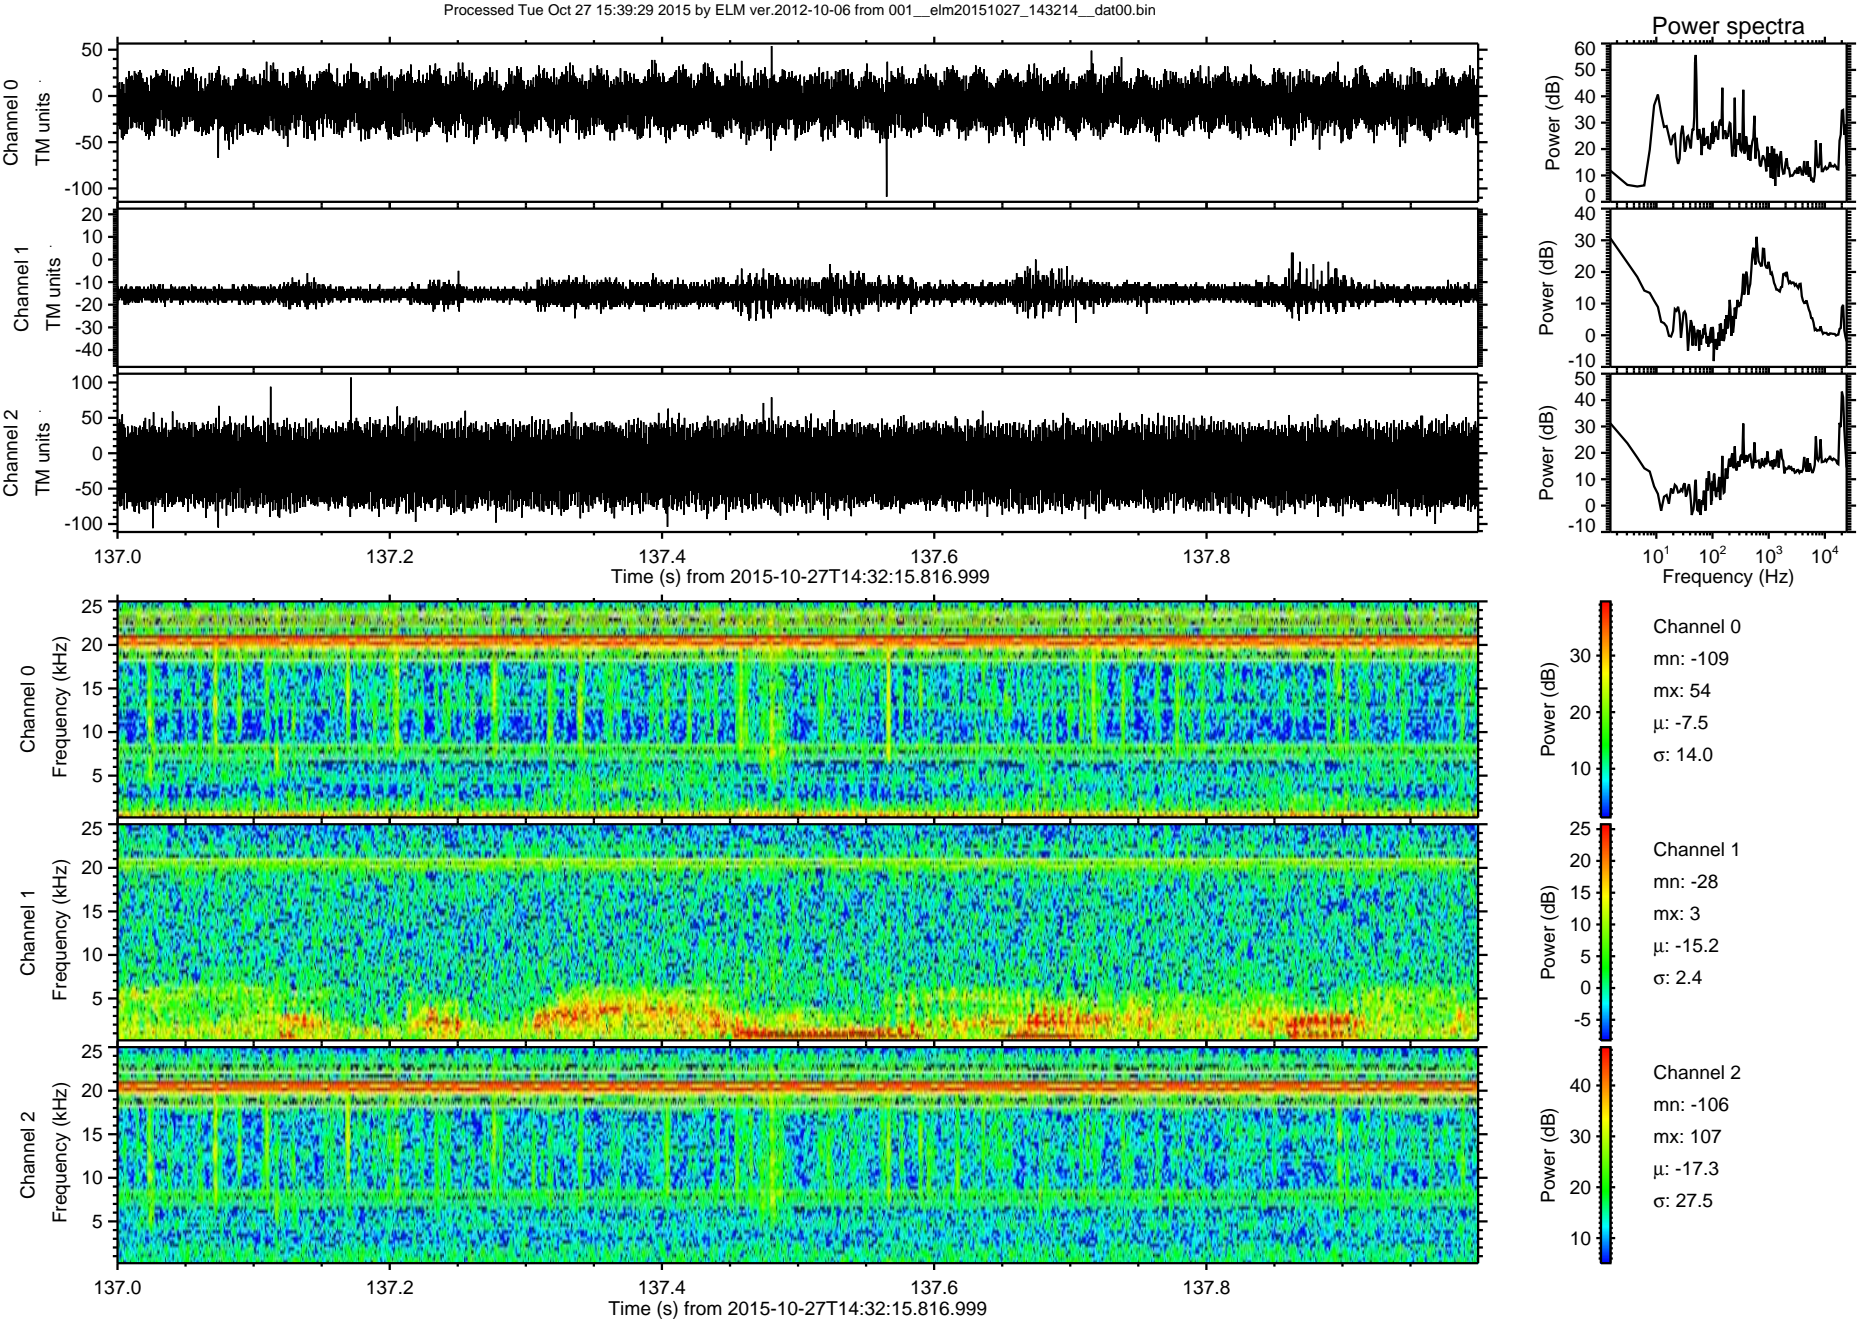 Processed Tue Oct 27 15:39:29 2015 by ELM ver.2012-10-06 from 001__elm20151027_143214__dat00.bin
Power spectra
Channel 0
TM units
50
0
-50
-100
Power (dB)
60
50
40
30
20
10
0
Channel 1
TM units
20
10
0
-10
-20
-30
-40
Power (dB)
40
30
20
10
0
-10
Channel 2
TM units
100
50
0
-50
-100
Power (dB)
50
40
30
20
10
0
-10
137.0 137.2 137.4 137.6 137.8
Time (s) from 2015-10-27T14:32:15.816.999
10¹ 10² 10³ 10⁴
Frequency (Hz)
Channel 0
Frequency (kHz)
25
20
15
10
5
Power (dB)
30
20
10
Channel 0
mn: -109
mx: 54
μ: -7.5
σ: 14.0
Channel 1
Frequency (kHz)
25
20
15
10
5
Power (dB)
25
20
15
10
5
0
-5
Channel 1
mn: -28
mx: 3
μ: -15.2
σ: 2.4
Channel 2
Frequency (kHz)
25
20
15
10
5
Power (dB)
40
30
20
10
Channel 2
mn: -106
mx: 107
μ: -17.3
σ: 27.5
137.0 137.2 137.4 137.6 137.8
Time (s) from 2015-10-27T14:32:15.816.999